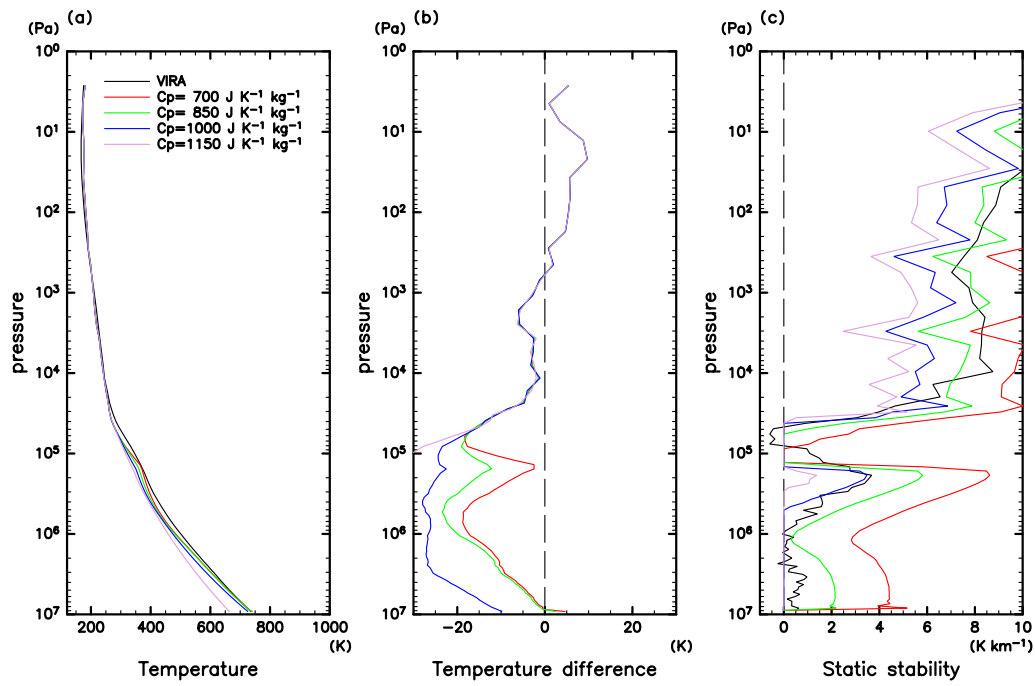 (Pa) (a)
(Pa) (b)
(Pa) (c)
10⁰
10¹
10²
10³
10⁴
10⁵
10⁶
10⁷
pressure
VIRA
Cp= 700 J K⁻¹ kg⁻¹
Cp= 850 J K⁻¹ kg⁻¹
Cp=1000 J K⁻¹ kg⁻¹
Cp=1150 J K⁻¹ kg⁻¹
200 400 600 800 1000
(K)
Temperature
10⁰
10¹
10²
10³
10⁴
10⁵
10⁶
10⁷
pressure
−20 0 20
(K)
Temperature difference
10⁰
10¹
10²
10³
10⁴
10⁵
10⁶
10⁷
pressure
0 2 4 6 8 10
(K km⁻¹)
Static stability